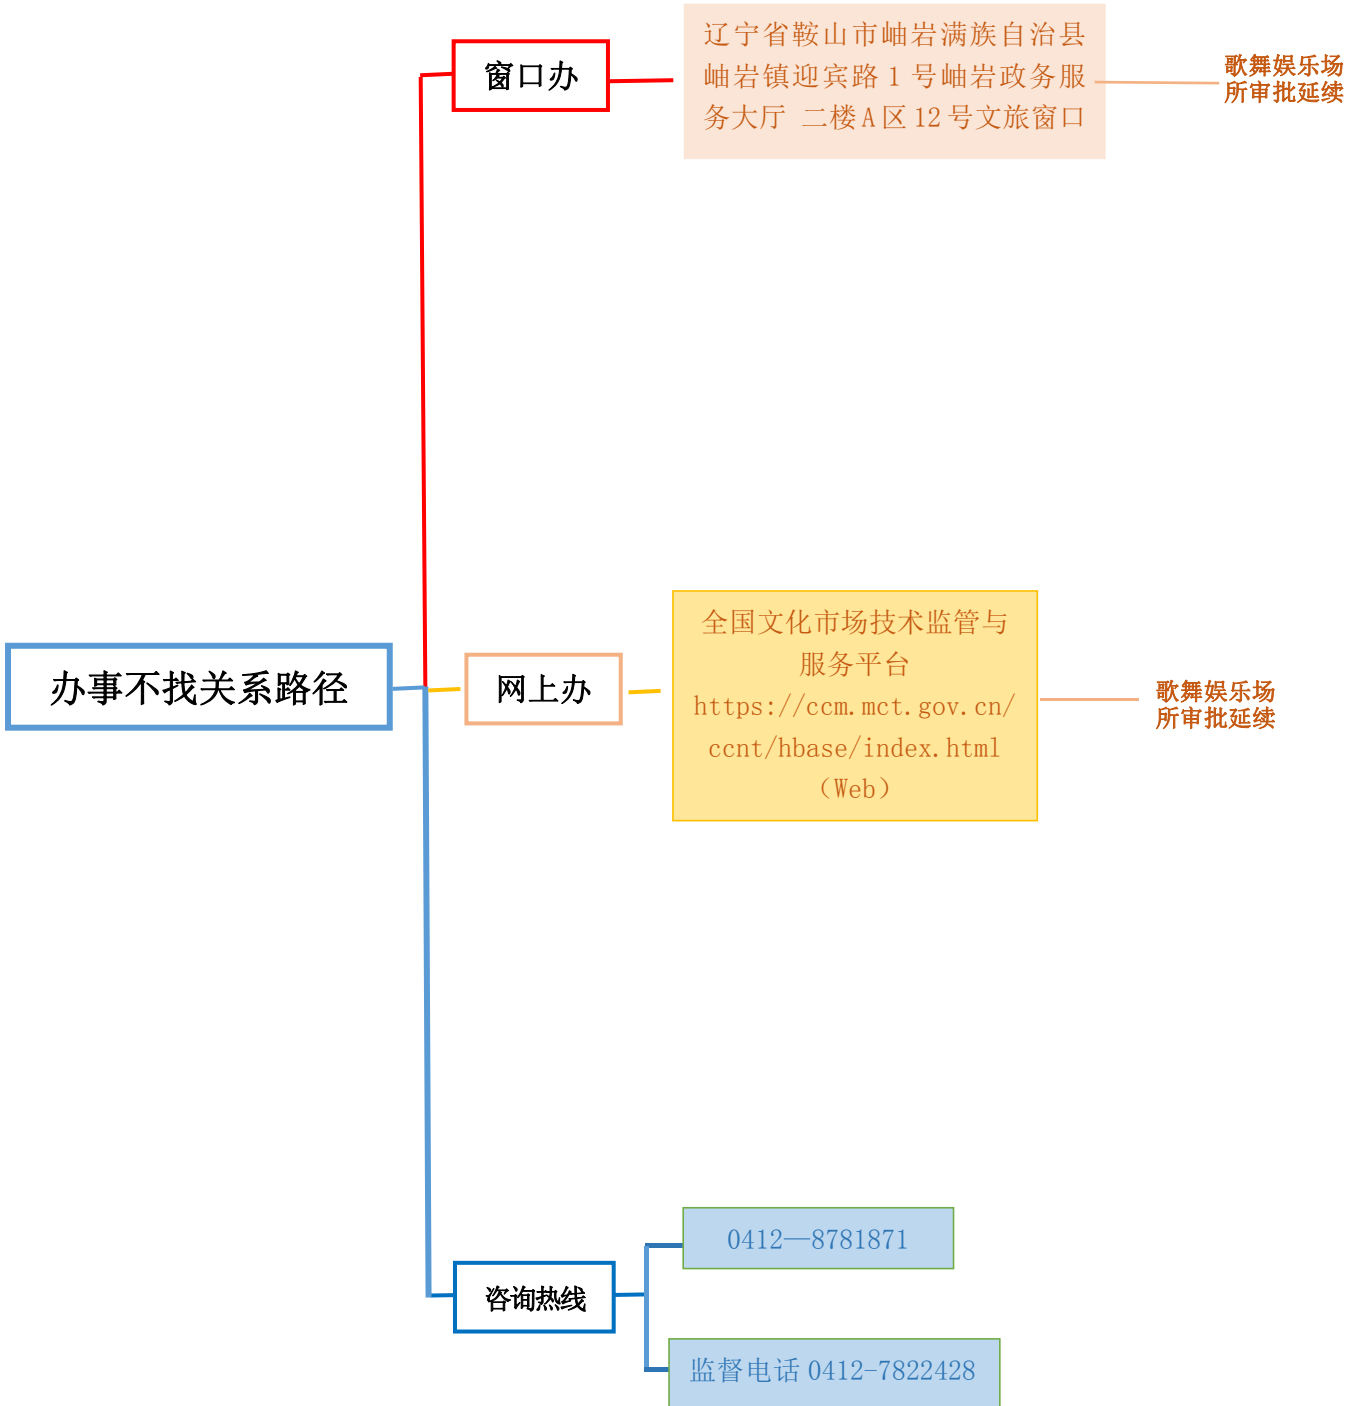 窗口办
辽宁省鞍山市岫岩满族自治县
岫岩镇迎宾路 1 号岫岩政务服
务大厅 二楼A区12号文旅窗口
歌舞娱乐场
所审批延续
办事不找关系路径
网上办
全国文化市场技术监管与
服务平台
https://ccm.mct.gov.cn/
ccnt/hbase/index.html
（Web）
歌舞娱乐场
所审批延续
咨询热线
0412—8781871
监督电话 0412-7822428